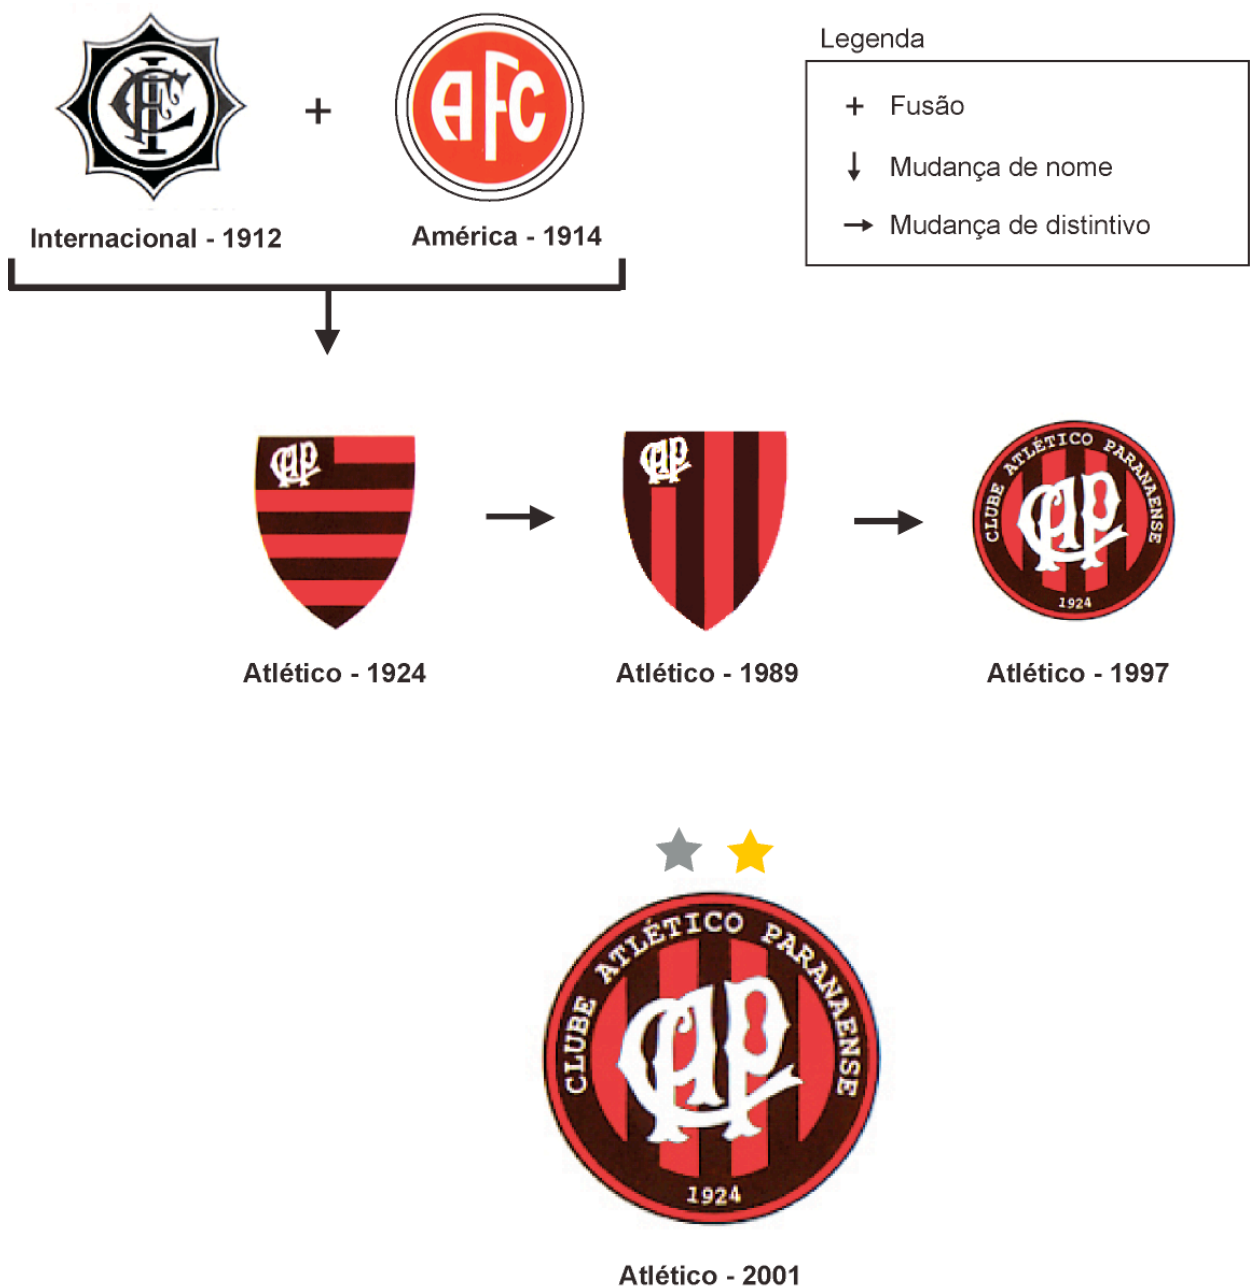 Legenda
+ Fusão
↓ Mudança de nome
→ Mudança de distintivo
CFI
+
AFC
Internacional - 1912
América - 1914
CAP
CAP
CLUBE ATLÉTICO PARANAENSE
CAP
1924
Atlético - 1924
Atlético - 1989
Atlético - 1997
CLUBE ATLÉTICO PARANAENSE
CAP
1924
Atlético - 2001